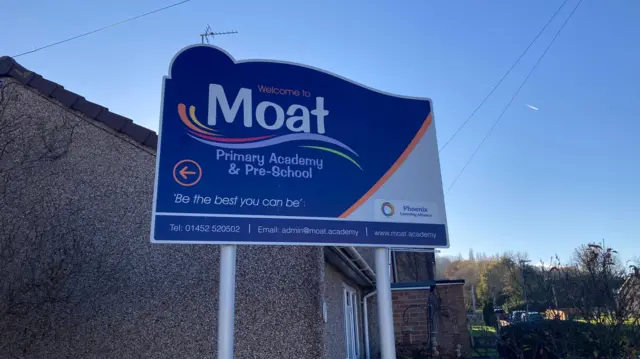 Welcome to
Moat
Primary Academy
& Pre-School
'Be the best you can be'
Phoenix
Learning Alliance
Tel: 01452 520502 | Email: admin@moat.academy | www.moat.academy